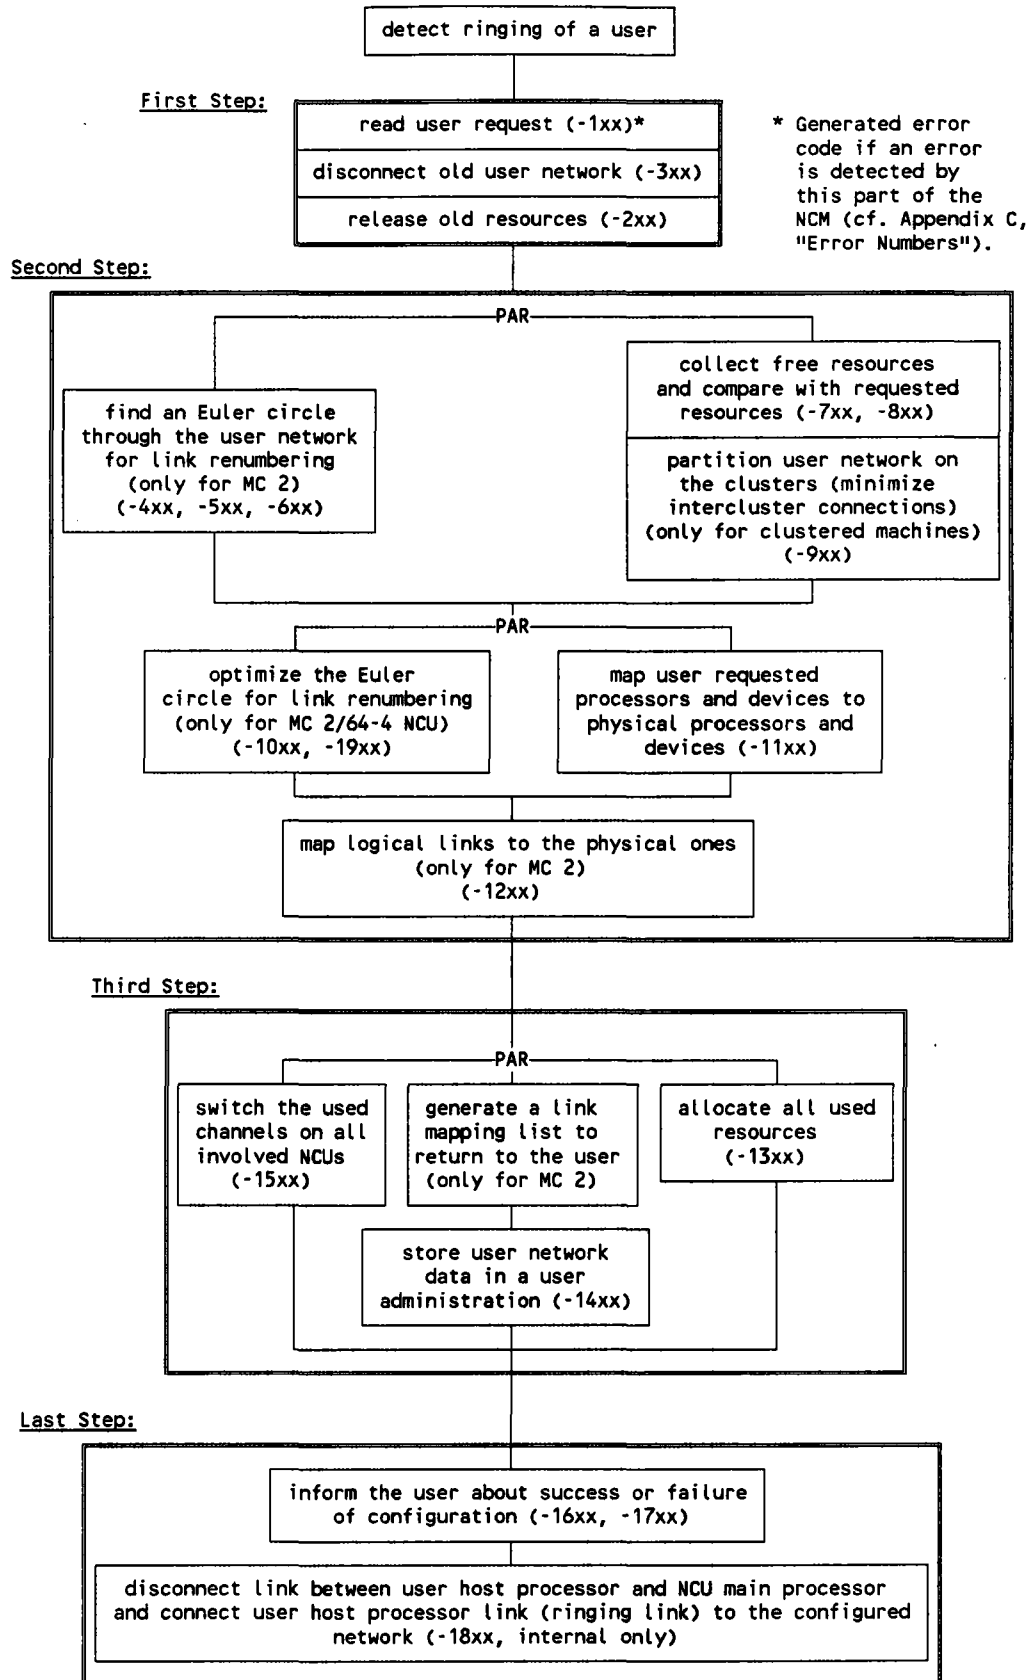 detect ringing of a user
First Step:
read user request (-1xx)*
disconnect old user network (-3xx)
release old resources (-2xx)
* Generated error
code if an error
is detected by
this part of the
NCM (cf. Appendix C,
"Error Numbers").
Second Step:
PAR
find an Euler circle
through the user network
for link renumbering
(only for MC 2)
(-4xx, -5xx, -6xx)
collect free resources
and compare with requested
resources (-7xx, -8xx)
partition user network on
the clusters (minimize
intercluster connections)
(only for clustered machines)
(-9xx)
PAR
optimize the Euler
circle for link renumbering
(only for MC 2/64-4 NCU)
(-10xx, -19xx)
map user requested
processors and devices to
physical processors and
devices (-11xx)
map logical links to the physical ones
(only for MC 2)
(-12xx)
Third Step:
PAR
switch the used
channels on all
involved NCUs
(-15xx)
generate a link
mapping list to
return to the user
(only for MC 2)
allocate all used
resources
(-13xx)
store user network
data in a user
administration (-14xx)
Last Step:
inform the user about success or failure
of configuration (-16xx, -17xx)
disconnect link between user host processor and NCU main processor
and connect user host processor link (ringing link) to the configured
network (-18xx, internal only)